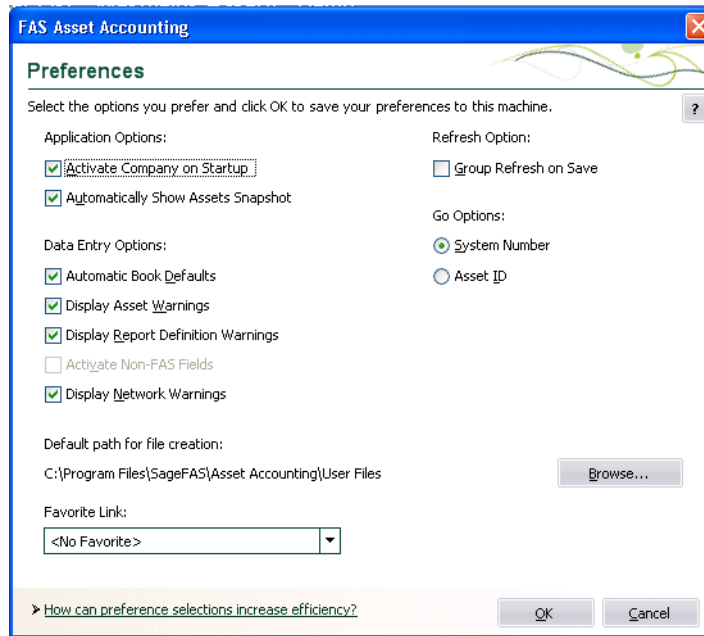 FAS Asset Accounting
Preferences
Select the options you prefer and click OK to save your preferences to this machine.
?
Application Options:
Activate Company on Startup
Automatically Show Assets Snapshot
Refresh Option:
Group Refresh on Save
Go Options:
System Number
Asset ID
Data Entry Options:
Automatic Book Defaults
Display Asset Warnings
Display Report Definition Warnings
Activate Non-FAS Fields
Display Network Warnings
Default path for file creation:
C:\Program Files\SageFAS\Asset Accounting\User Files
Browse...
Favorite Link:
<No Favorite>
How can preference selections increase efficiency?
OK
Cancel